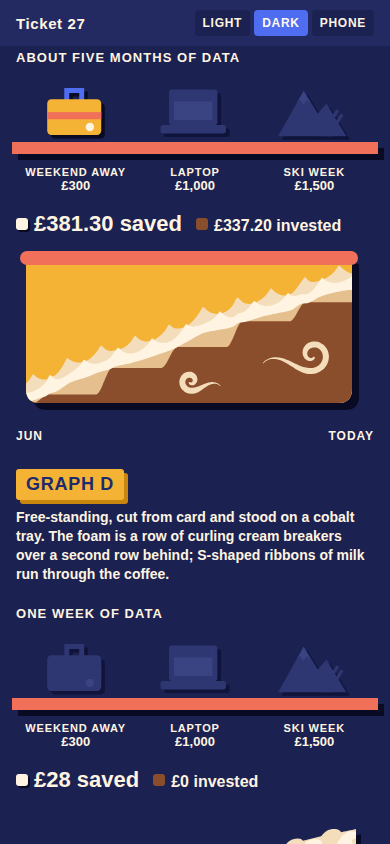 Ticket 27
LIGHT DARK PHONE
ABOUT FIVE MONTHS OF DATA
WEEKEND AWAY LAPTOP SKI WEEK
£300 £1,000 £1,500
£381.30 saved £337.20 invested
JUN TODAY
GRAPH D
Free-standing, cut from card and stood on a cobalt
tray. The foam is a row of curling cream breakers
over a second row behind; S-shaped ribbons of milk
run through the coffee.
ONE WEEK OF DATA
WEEKEND AWAY LAPTOP SKI WEEK
£300 £1,000 £1,500
£28 saved £0 invested